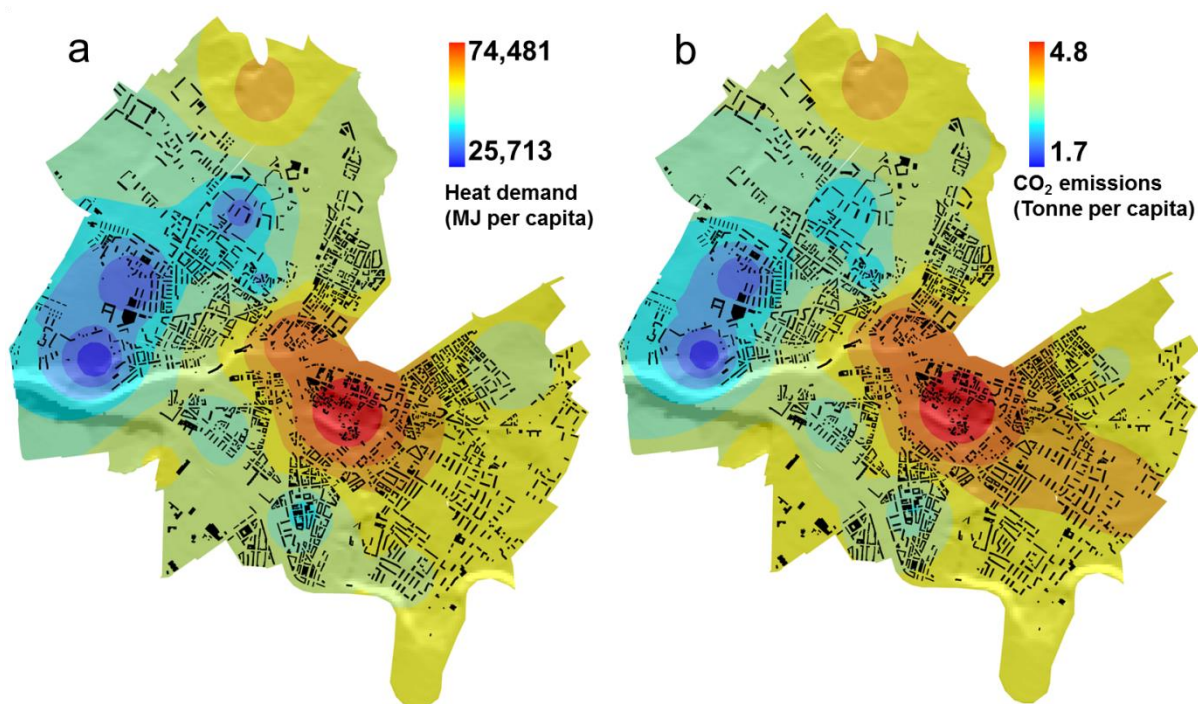 a
74,481
25,713
Heat demand
(MJ per capita)
b
4.8
1.7
CO₂ emissions
(Tonne per capita)